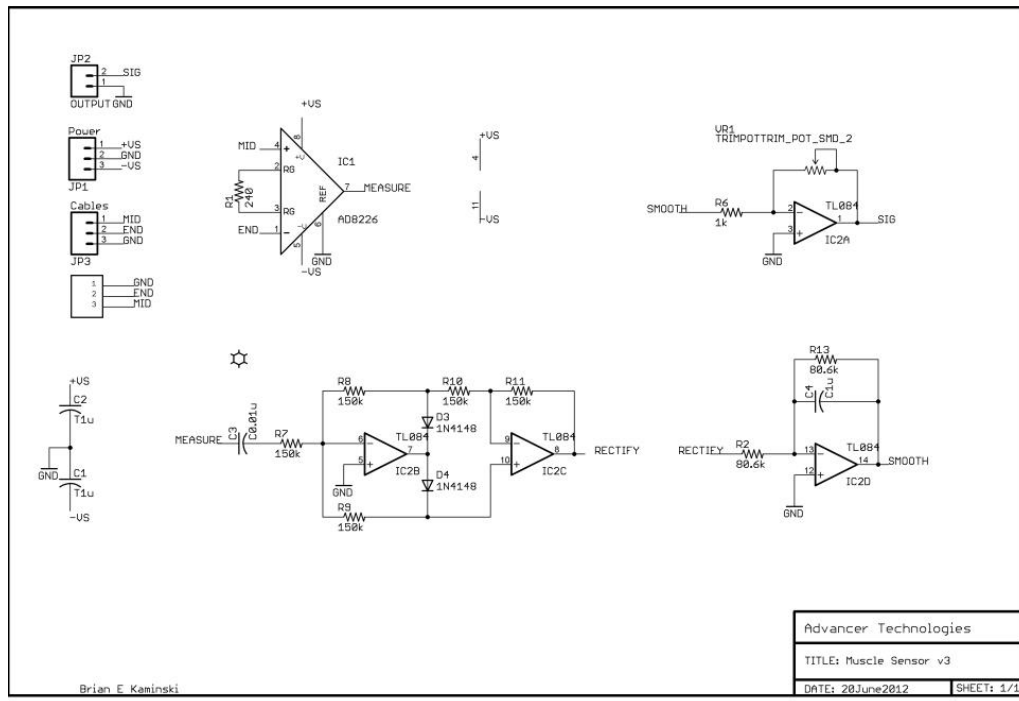 JP2
2 SIG
1
OUTPUT GND
Power
1 +VS
2 GND
3 -VS
JP1
Cables
1 MID
2 END
3 GND
JP3
1 GND
2 END
3 MID
+VS
8
+V
MID 4 +
IC1
2 RG
R1
240
REF
7 MEASURE
3 RG
AD8226
END 1 -
-V
6
5
GND
-VS
+VS
4
11
-VS
VR1
TRIMPOTTRIM_POT_SMD_2
SMOOTH
R6
1k
TL084
2 -
1 SIG
3 +
IC2A
GND
+VS
C2
T1u
GND
C1
T1u
-VS
R8
150k
R10
150k
R11
150k
D3
1N4148
MEASURE
C3
C0.01u
R7
150k
TL084
6 -
7
5 +
IC2B
GND
D4
1N4148
R9
150k
TL084
9 -
8
10 +
IC2C
RECTIFY
R13
80.6k
C4
C1u
RECTIFY
R2
80.6k
TL084
13 -
14 SMOOTH
12 +
IC2D
GND
Advancer Technologies
TITLE: Muscle Sensor v3
DATE: 20June2012
SHEET: 1/1
Brian E Kaminski